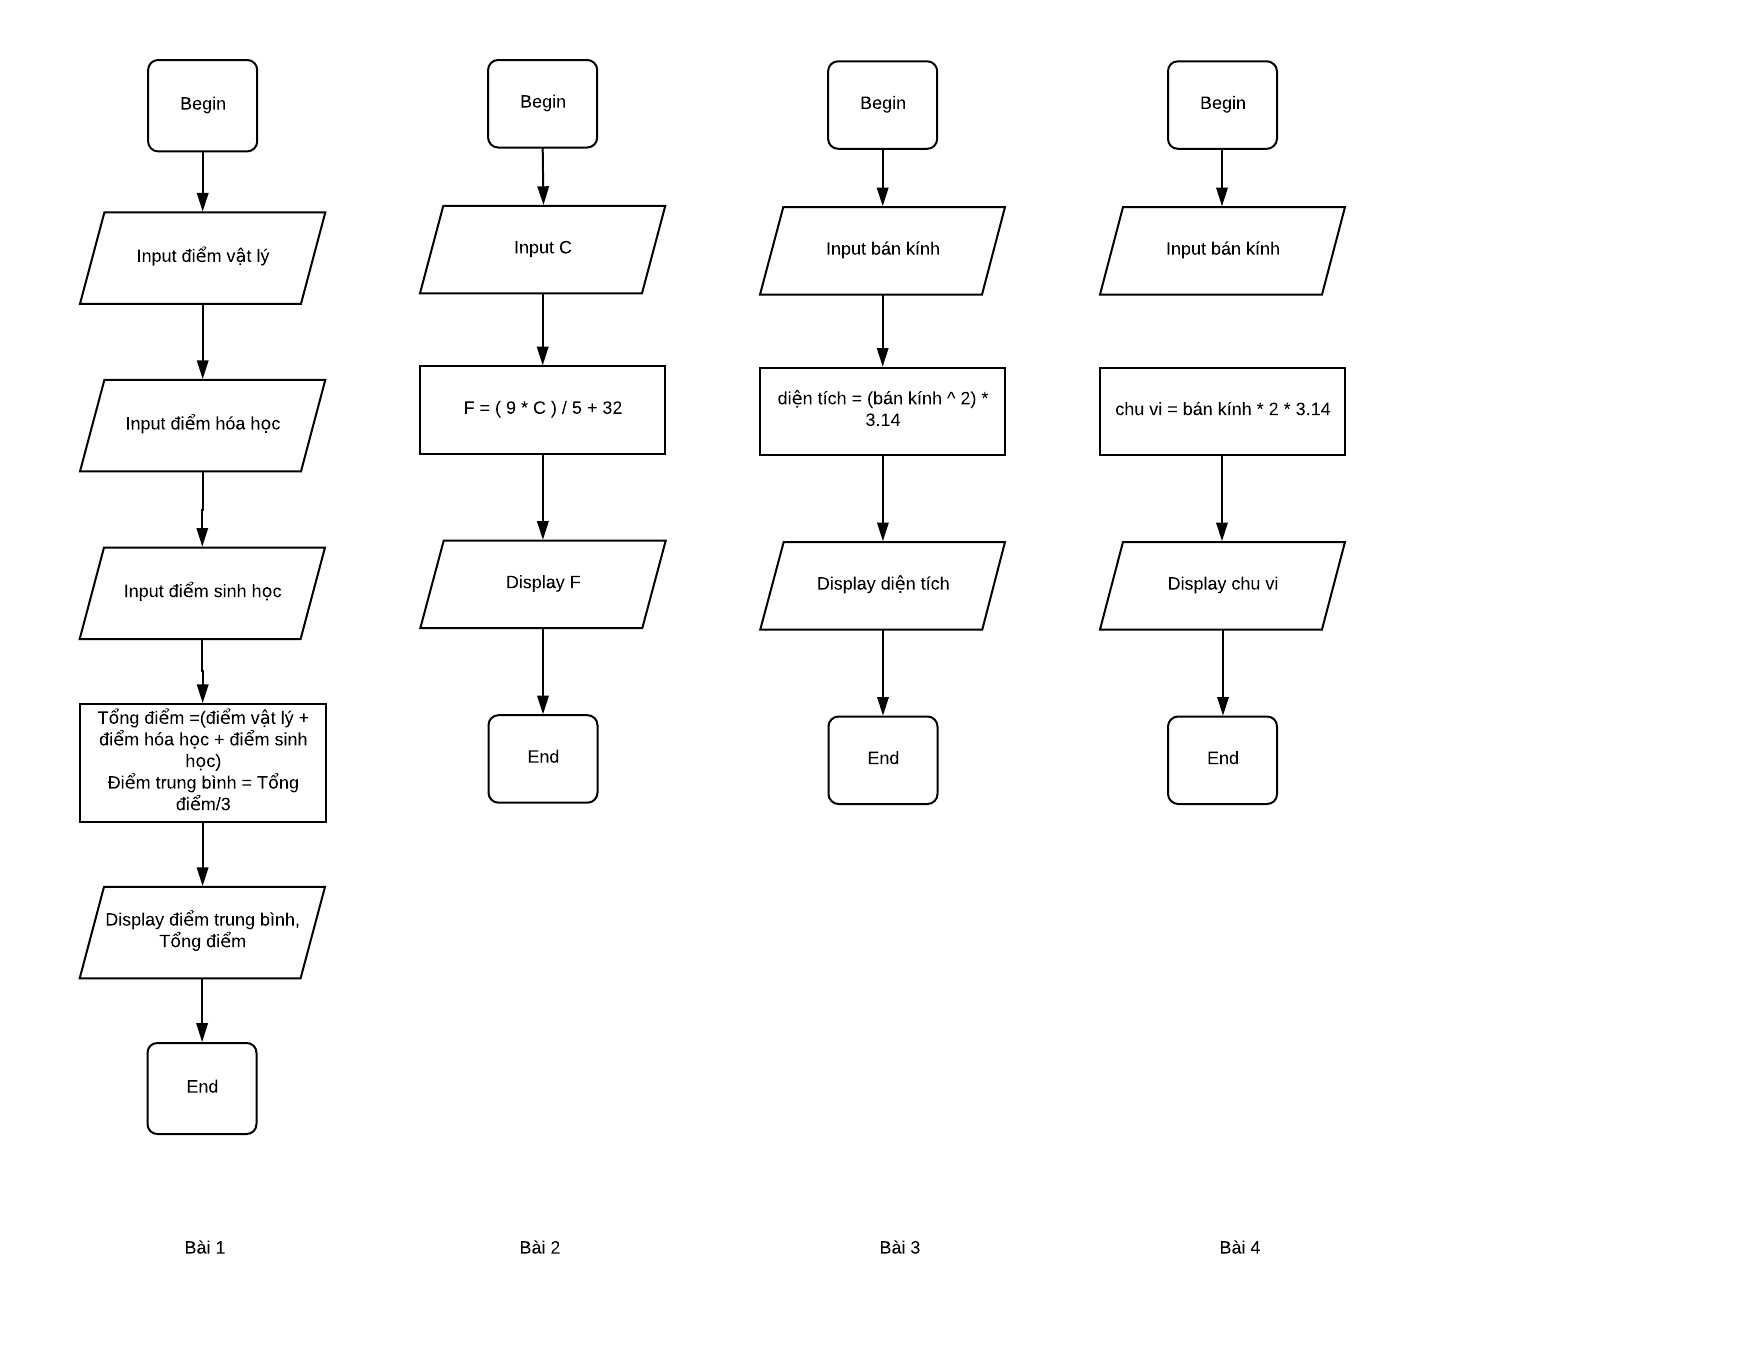 Begin
Input điểm vật lý
Input điểm hóa học
Input điểm sinh học
Tổng điểm =(điểm vật lý +
điểm hóa học + điểm sinh
học)
Điểm trung bình = Tổng
điểm/3
Display điểm trung bình,
Tổng điểm
End
Bài 1
Begin
Input C
F = ( 9 * C ) / 5 + 32
Display F
End
Bài 2
Begin
Input bán kính
diện tích = (bán kính ^ 2) *
3.14
Display diện tích
End
Bài 3
Begin
Input bán kính
chu vi = bán kính * 2 * 3.14
Display chu vi
End
Bài 4